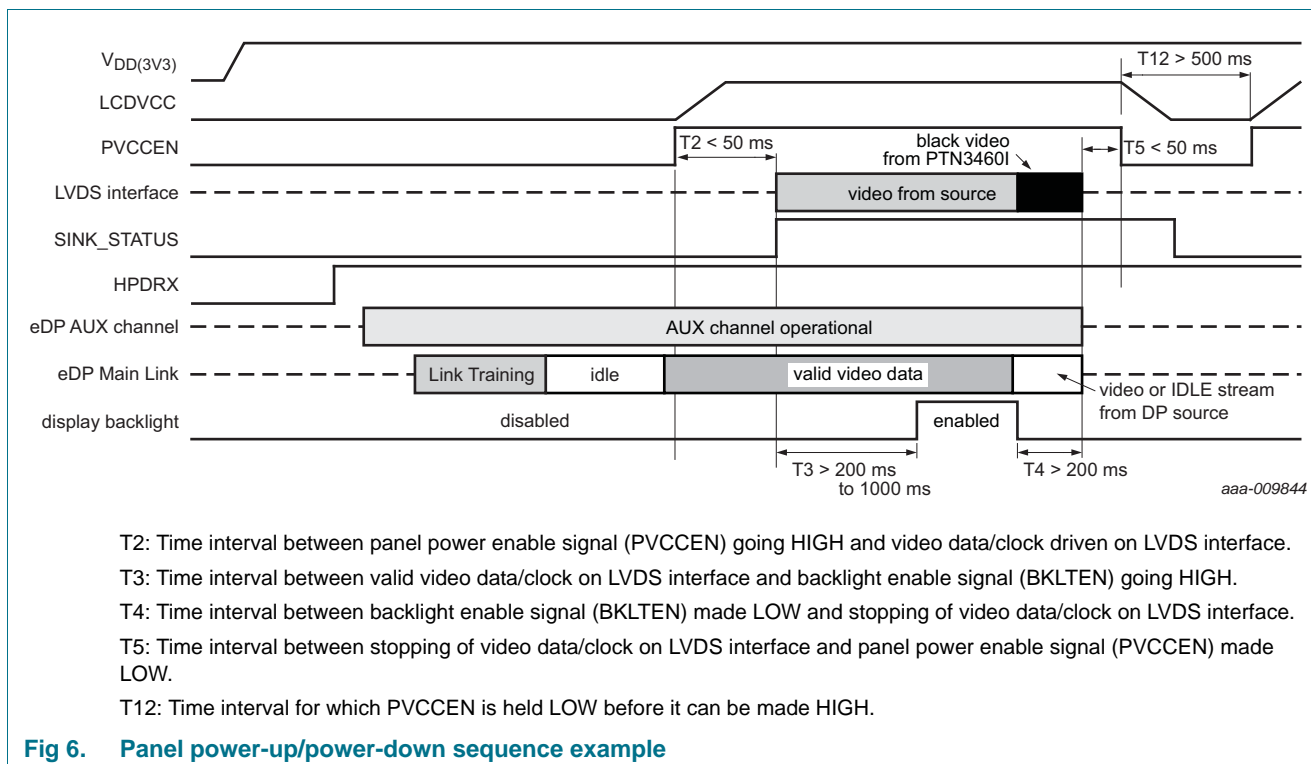 V_DD(3V3)
T12 > 500 ms
LCDVCC
PVCCEN
T2 < 50 ms
black video
from PTN3460I
T5 < 50 ms
LVDS interface
video from source
SINK_STATUS
HPDRX
eDP AUX channel
AUX channel operational
eDP Main Link
Link Training
idle
valid video data
video or IDLE stream
from DP source
display backlight
disabled
enabled
T3 > 200 ms
to 1000 ms
T4 > 200 ms
aaa-009844
T2: Time interval between panel power enable signal (PVCCEN) going HIGH and video data/clock driven on LVDS interface.
T3: Time interval between valid video data/clock on LVDS interface and backlight enable signal (BKLTEN) going HIGH.
T4: Time interval between backlight enable signal (BKLTEN) made LOW and stopping of video data/clock on LVDS interface.
T5: Time interval between stopping of video data/clock on LVDS interface and panel power enable signal (PVCCEN) made
LOW.
T12: Time interval for which PVCCEN is held LOW before it can be made HIGH.
Fig 6. Panel power-up/power-down sequence example